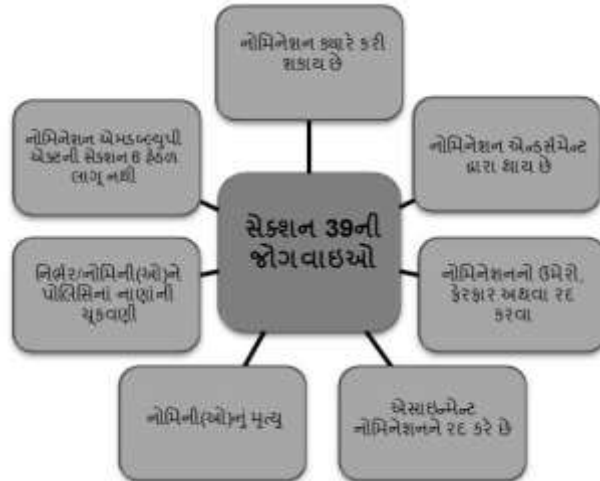 નોમિનેશન ક્યારે કરી
શકાય છે
નોમિનેશન એમડબ્લ્યુપી
એક્ટની સેક્શન 6 હેઠળ
લાગૂ નથી
નોમિનેશન એન્ડર્સમેન્ટ
દ્વારા થાય છે
સેક્શન 39ની
જોગવાઇઓ
નિર્ભર/નોમિની(ઓ)ને
પોલિસિનાં નાણાંની
ચૂકવણી
નોમિનેશનનો ઉમેરો,
ફેરફાર અથવા રદ
કરવા
નોમિની(ઓ)નું મૃત્યુ
એસાઇન્મેન્ટ
નોમિનેશનને રદ કરે છે